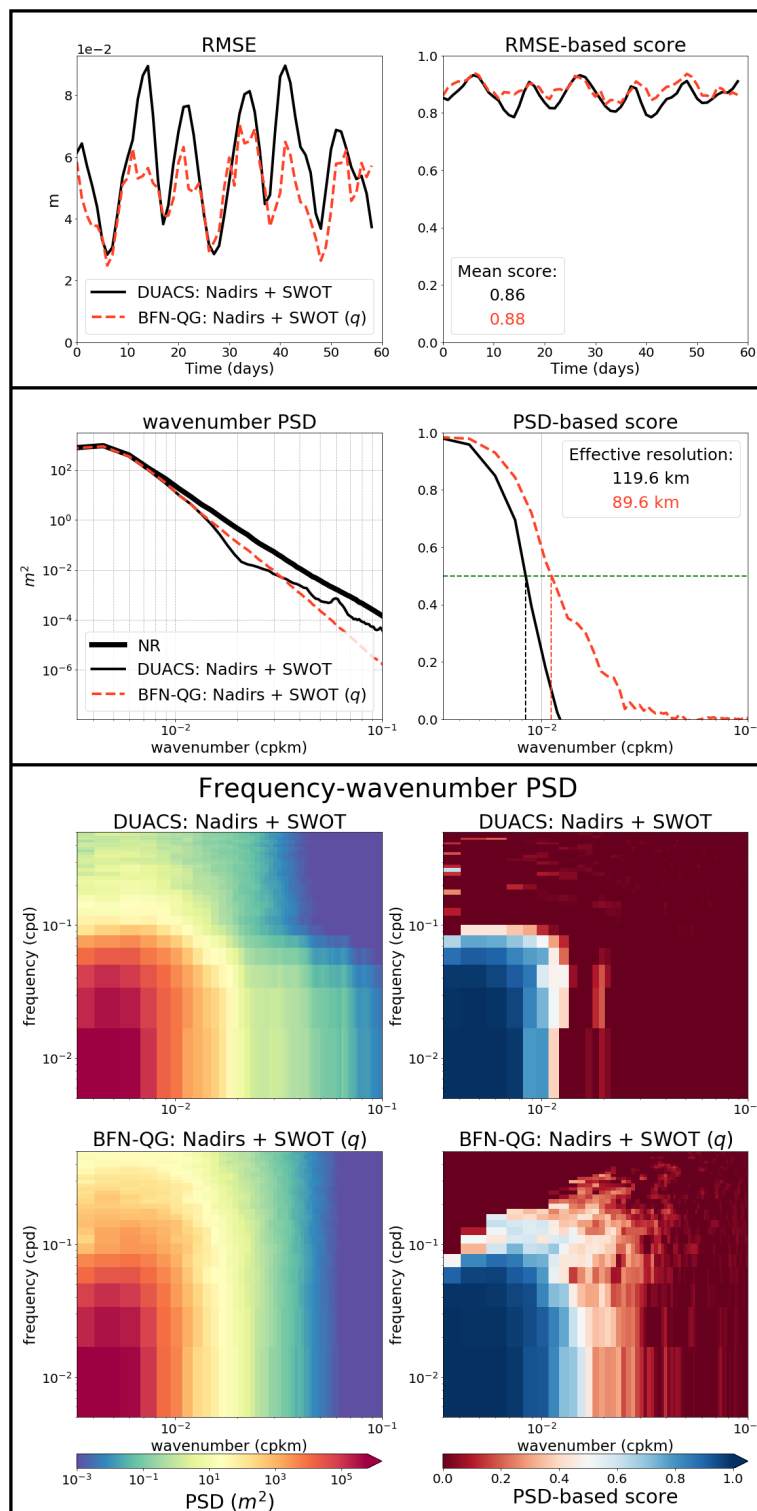 RMSE
RMSE-based score
1e−2
8
6
4
2
0
m
DUACS: Nadirs + SWOT
BFN-QG: Nadirs + SWOT (q)
0 10 20 30 40 50 60
Time (days)
1.0
0.8
0.6
0.4
0.2
0.0
Mean score:
0.86
0.88
0 10 20 30 40 50 60
Time (days)
wavenumber PSD
PSD-based score
10² 
10⁰
10⁻²
10⁻⁴
10⁻⁶
m²
NR
DUACS: Nadirs + SWOT
BFN-QG: Nadirs + SWOT (q)
10⁻² 10⁻¹
wavenumber (cpkm)
1.0
0.8
0.6
0.4
0.2
0.0
Effective resolution:
119.6 km
89.6 km
10⁻² 10⁻
wavenumber (cpkm)
Frequency-wavenumber PSD
DUACS: Nadirs + SWOT
DUACS: Nadirs + SWOT
frequency (cpd)
10⁻¹
10⁻²
10⁻² 10⁻¹
frequency (cpd)
10⁻¹
10⁻²
10⁻² 10⁻
BFN-QG: Nadirs + SWOT (q)
BFN-QG: Nadirs + SWOT (q)
frequency (cpd)
10⁻¹
10⁻²
10⁻² 10⁻¹
wavenumber (cpkm)
frequency (cpd)
10⁻¹
10⁻²
10⁻² 10⁻
wavenumber (cpkm)
10⁻³ 10⁻¹ 10¹ 10³ 10⁵
PSD (m²)
0.0 0.2 0.4 0.6 0.8 1.0
PSD-based score